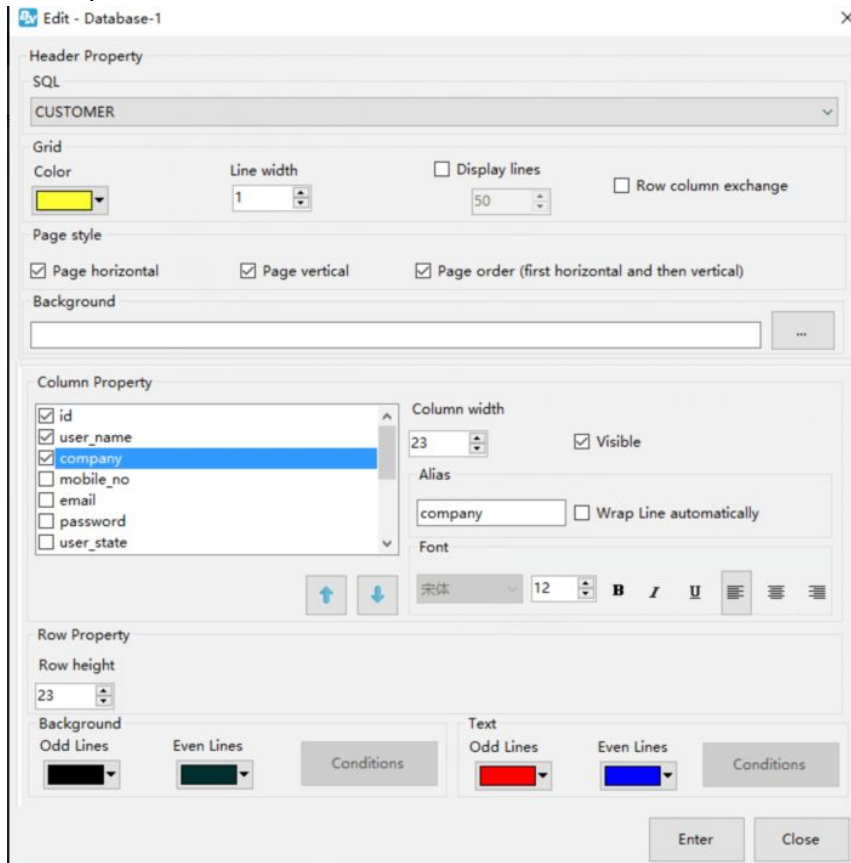 Edit - Database-1
Header Property
SQL
CUSTOMER
Grid
Color Line width Display lines
1 50 Row column exchange
Page style
Page horizontal Page vertical Page order (first horizontal and then vertical)
Background
...
Column Property
id
user_name
company
mobile_no
email
password
user_state
Column width
23 Visible
Alias
company Wrap Line automatically
Font
宋体 12 B I U
Row Property
Row height
23
Background
Odd Lines Even Lines Conditions
Text
Odd Lines Even Lines Conditions
Enter Close